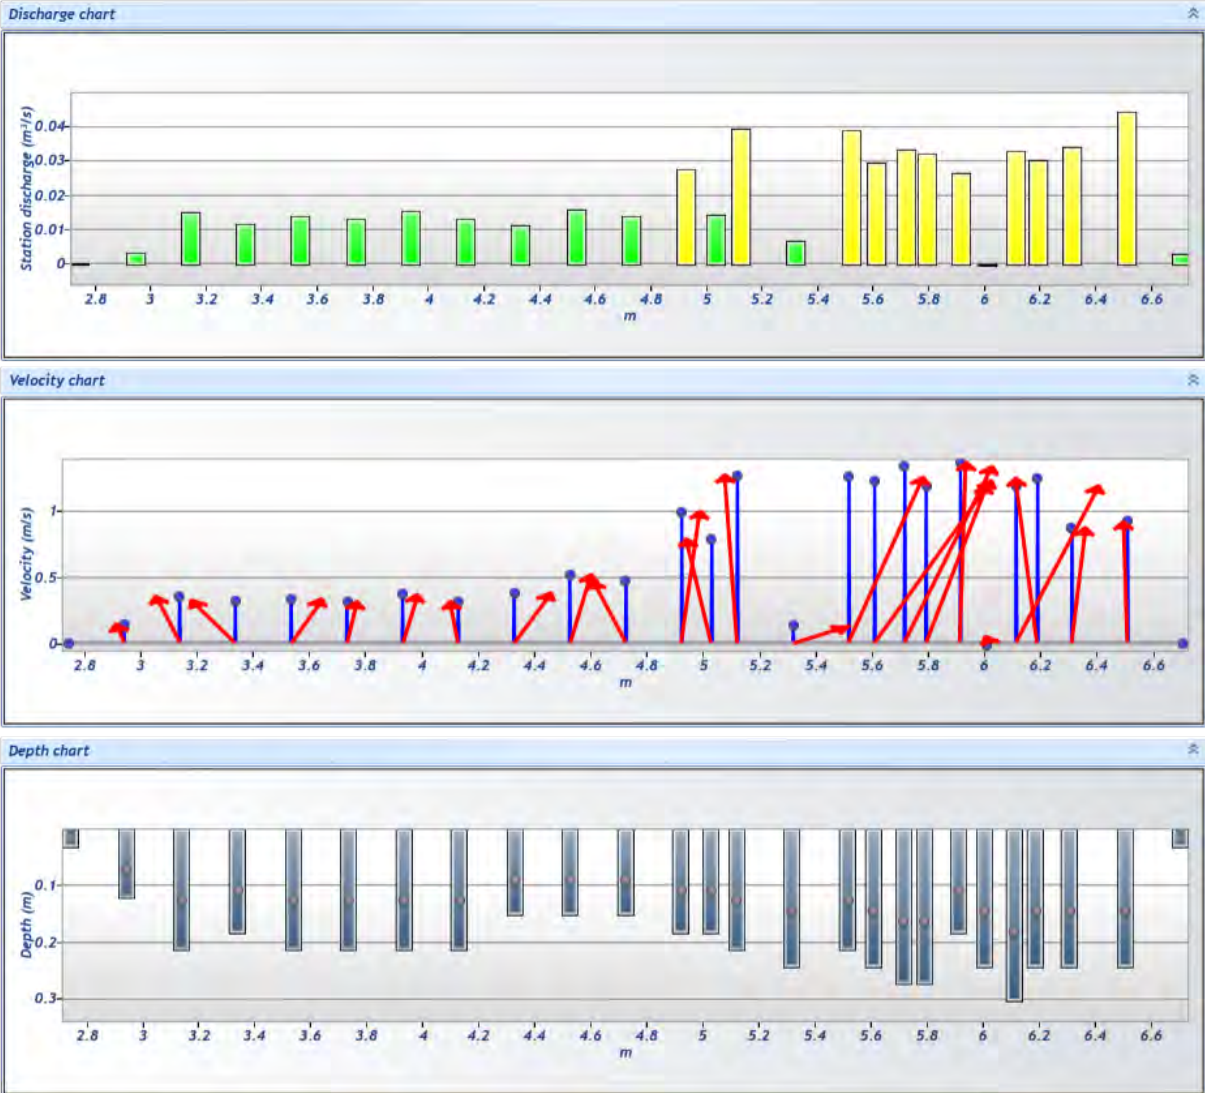 Discharge chart
Station discharge (m³/s)
0.04
0.03
0.02
0.01
0
2.8 3 3.2 3.4 3.6 3.8 4 4.2 4.4 4.6 4.8 5 5.2 5.4 5.6 5.8 6 6.2 6.4 6.6
m
Velocity chart
Velocity (m/s)
1
0.5
0
2.8 3 3.2 3.4 3.6 3.8 4 4.2 4.4 4.6 4.8 5 5.2 5.4 5.6 5.8 6 6.2 6.4 6.6
m
Depth chart
Depth (m)
0.1
0.2
0.3
2.8 3 3.2 3.4 3.6 3.8 4 4.2 4.4 4.6 4.8 5 5.2 5.4 5.6 5.8 6 6.2 6.4 6.6
m